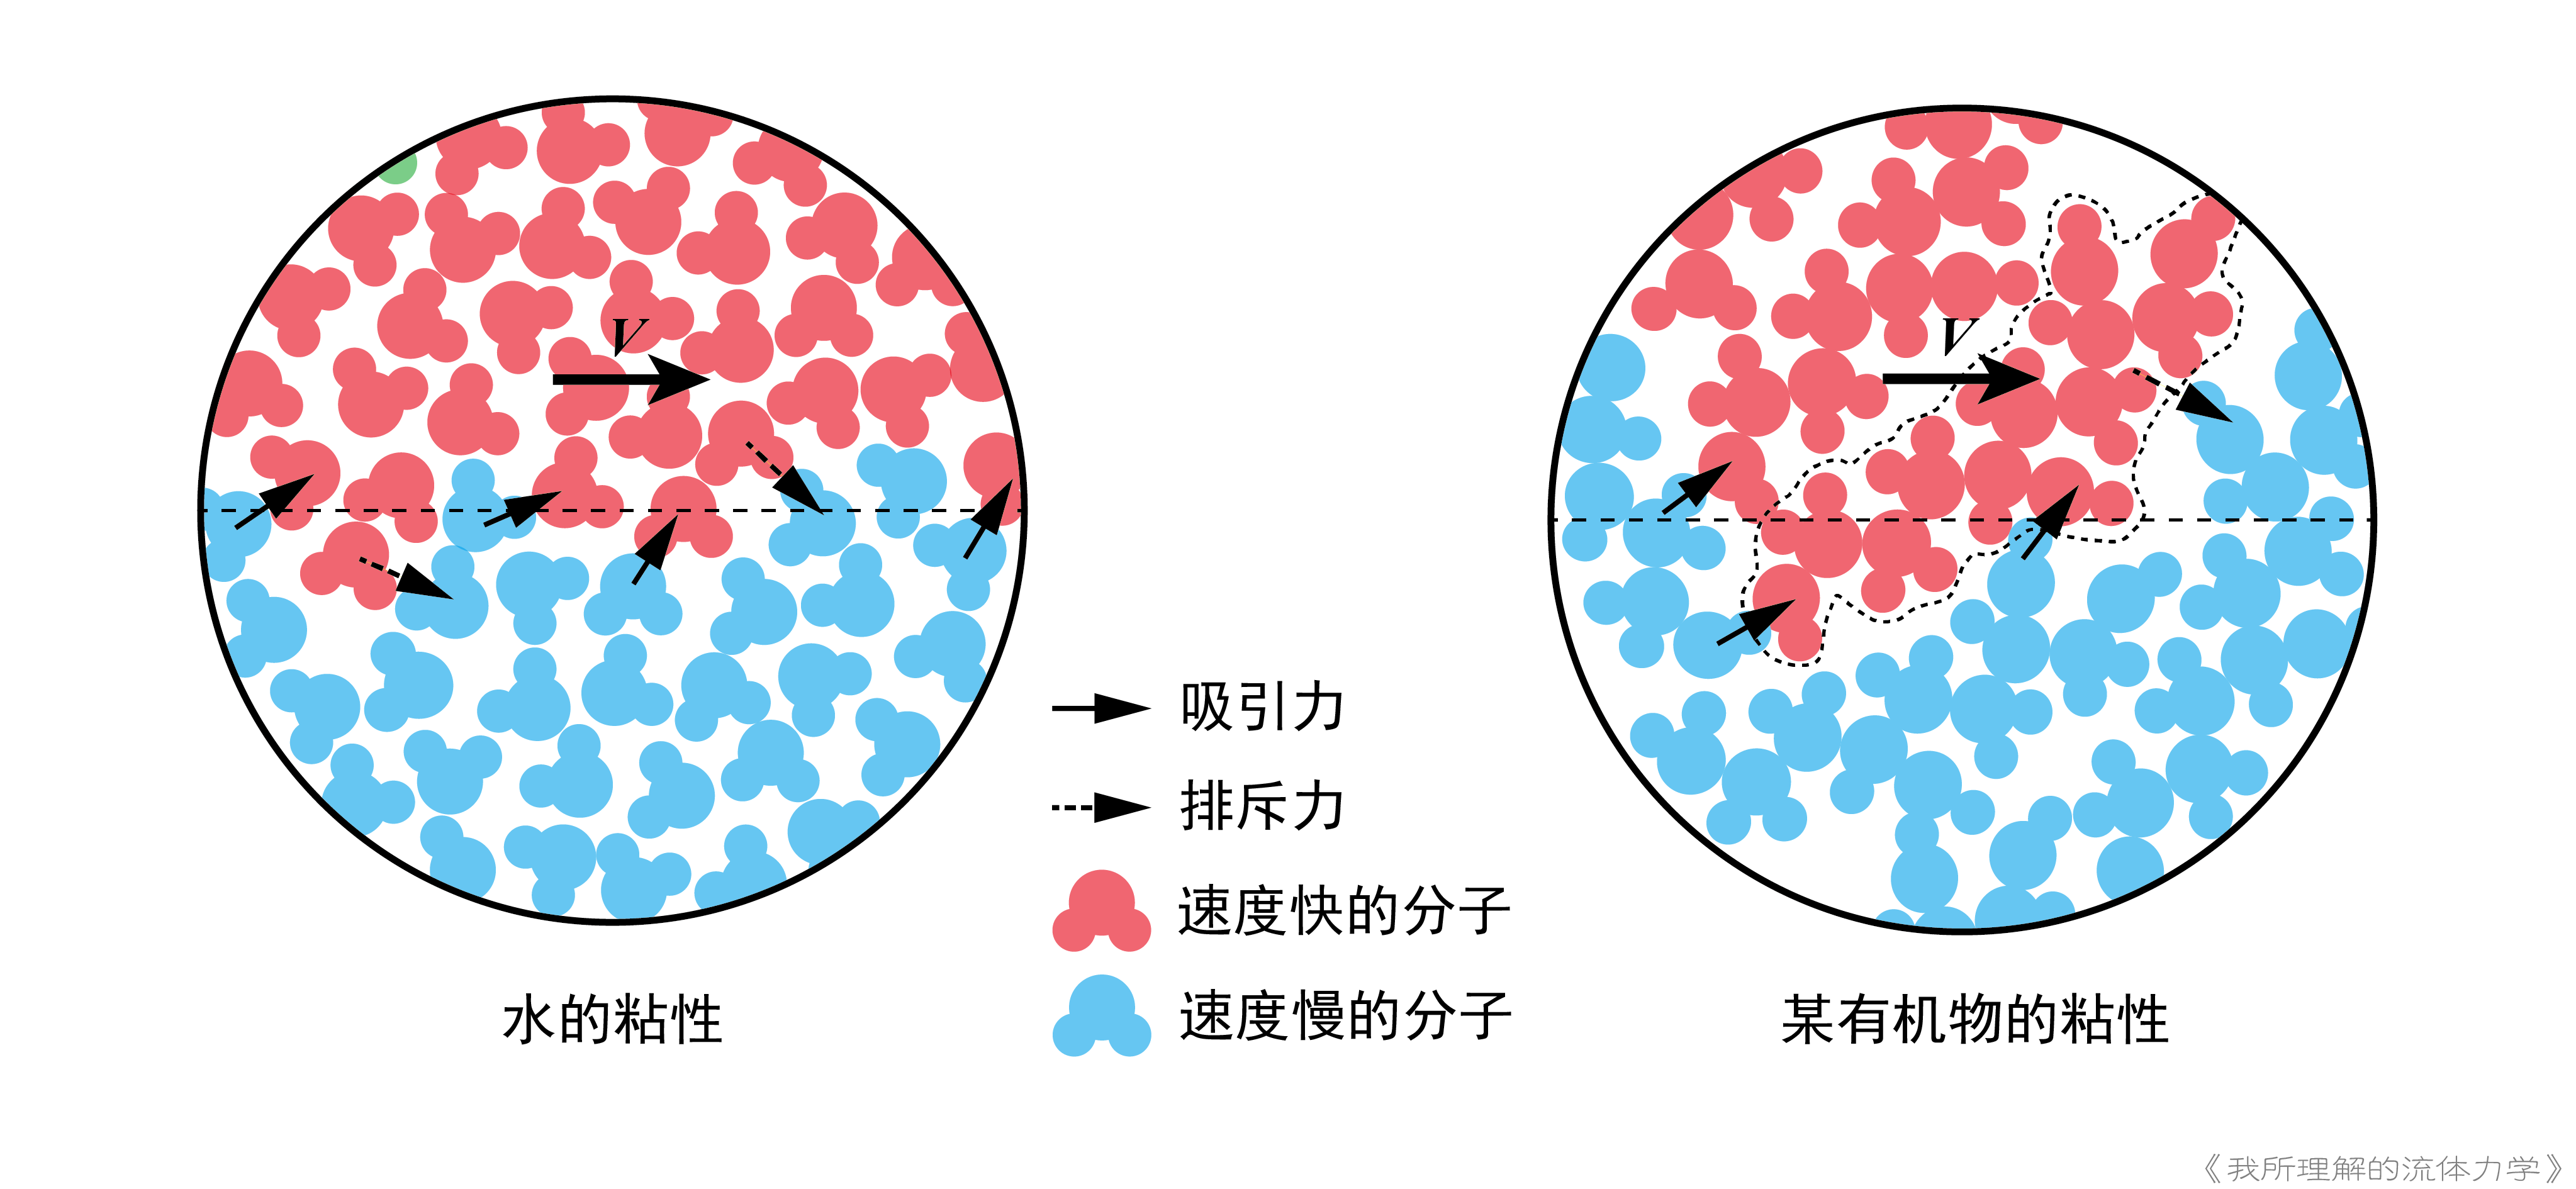 V
V
吸引力
排斥力
速度快的分子
速度慢的分子
水的粘性
某有机物的粘性
《我所理解的流体力学》